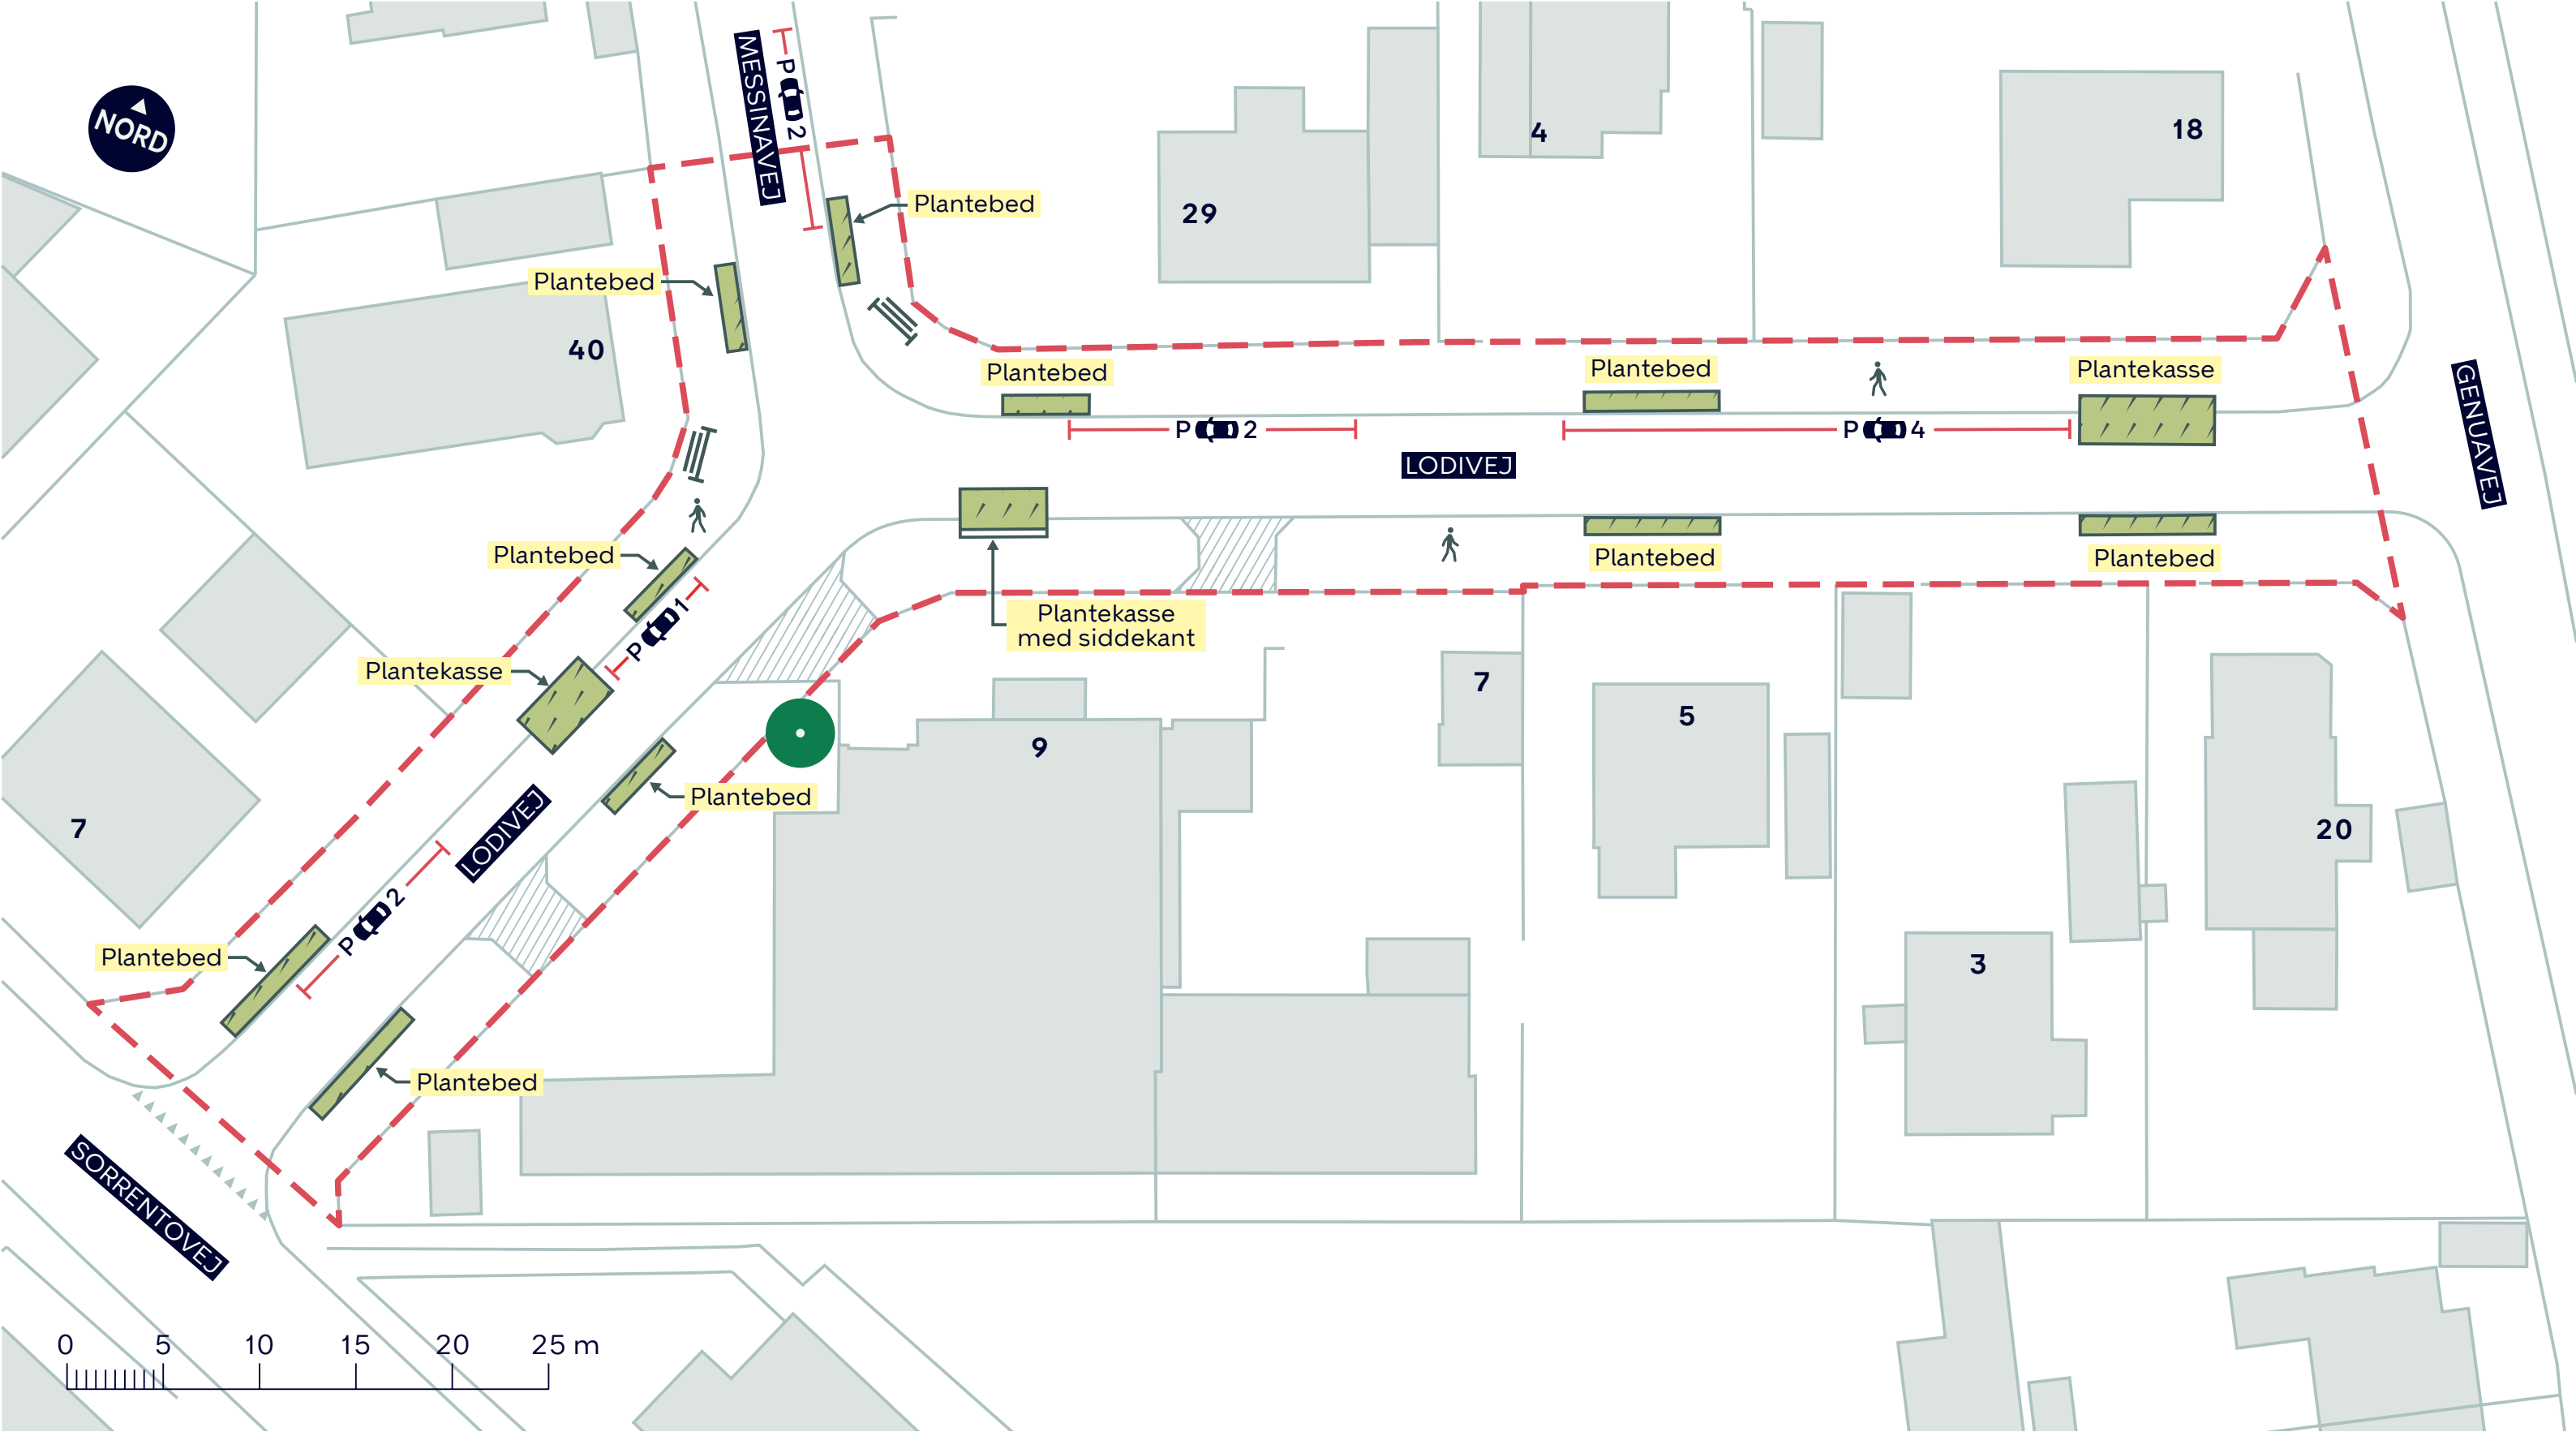 NORD
MESSINAVEJ
P 2
4
18
29
Plantebed
Plantebed
40
Plantebed
Plantebed
Plantekasse
P 2
P 4
LODIVEJ
GENUAVEJ
Plantebed
Plantebed
Plantebed
Plantekasse
med siddekant
P 1
Plantekasse
7
5
9
Plantebed
7
LODIVEJ
20
P 2
Plantebed
3
Plantebed
SORRENTOVEJ
0 5 10 15 20 25 m